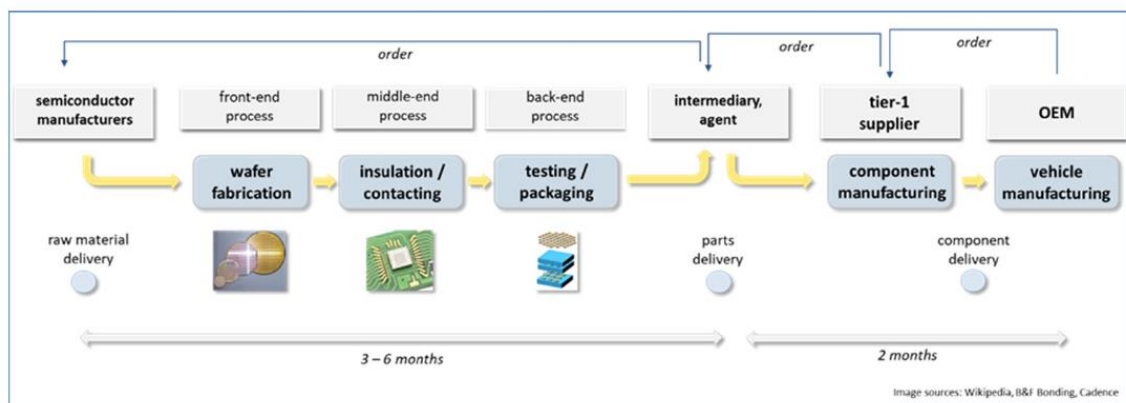 order
order
order
semiconductor
manufacturers
front-end
process
middle-end
process
back-end
process
intermediary,
agent
tier-1
supplier
OEM
wafer
fabrication
insulation /
contacting
testing /
packaging
component
manufacturing
vehicle
manufacturing
raw material
delivery
parts
delivery
component
delivery
3 – 6 months
2 months
Image sources: Wikipedia, B&F Bonding, Cadence